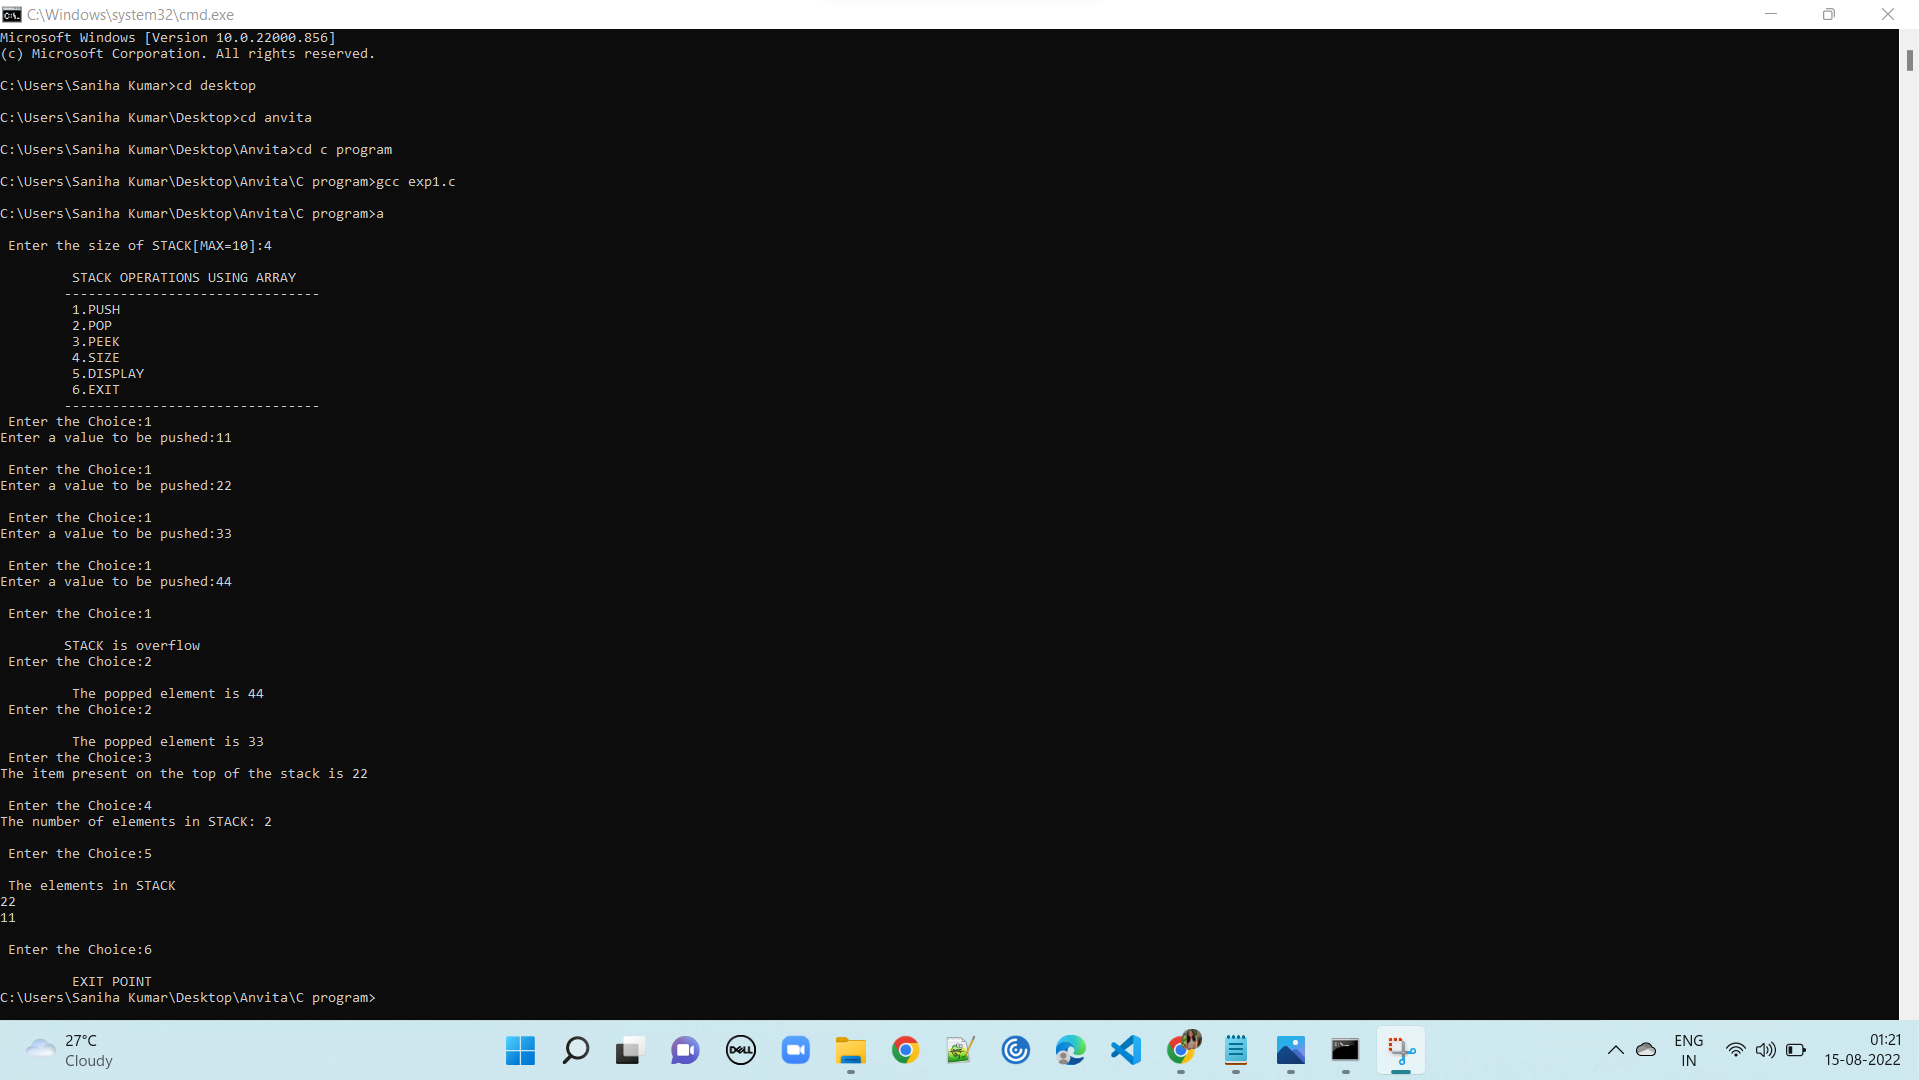 C:\Windows\system32\cmd.exe
Microsoft Windows [Version 10.0.22000.856]
(c) Microsoft Corporation. All rights reserved.
C:\Users\Saniha Kumar>cd desktop
C:\Users\Saniha Kumar\Desktop>cd anvita
C:\Users\Saniha Kumar\Desktop\Anvita>cd c program
C:\Users\Saniha Kumar\Desktop\Anvita\C program>gcc exp1.c
C:\Users\Saniha Kumar\Desktop\Anvita\C program>a
Enter the size of STACK[MAX=10]:4
STACK OPERATIONS USING ARRAY
--------------------------------
1.PUSH
2.POP
3.PEEK
4.SIZE
5.DISPLAY
6.EXIT
--------------------------------
Enter the Choice:1
Enter a value to be pushed:11
Enter the Choice:1
Enter a value to be pushed:22
Enter the Choice:1
Enter a value to be pushed:33
Enter the Choice:1
Enter a value to be pushed:44
Enter the Choice:1
STACK is overflow
Enter the Choice:2
The popped element is 44
Enter the Choice:2
The popped element is 33
Enter the Choice:3
The item present on the top of the stack is 22
Enter the Choice:4
The number of elements in STACK: 2
Enter the Choice:5
The elements in STACK
22
11
Enter the Choice:6
EXIT POINT
C:\Users\Saniha Kumar\Desktop\Anvita\C program>
27°C
Cloudy
DELL
ENG
IN
01:21
15-08-2022